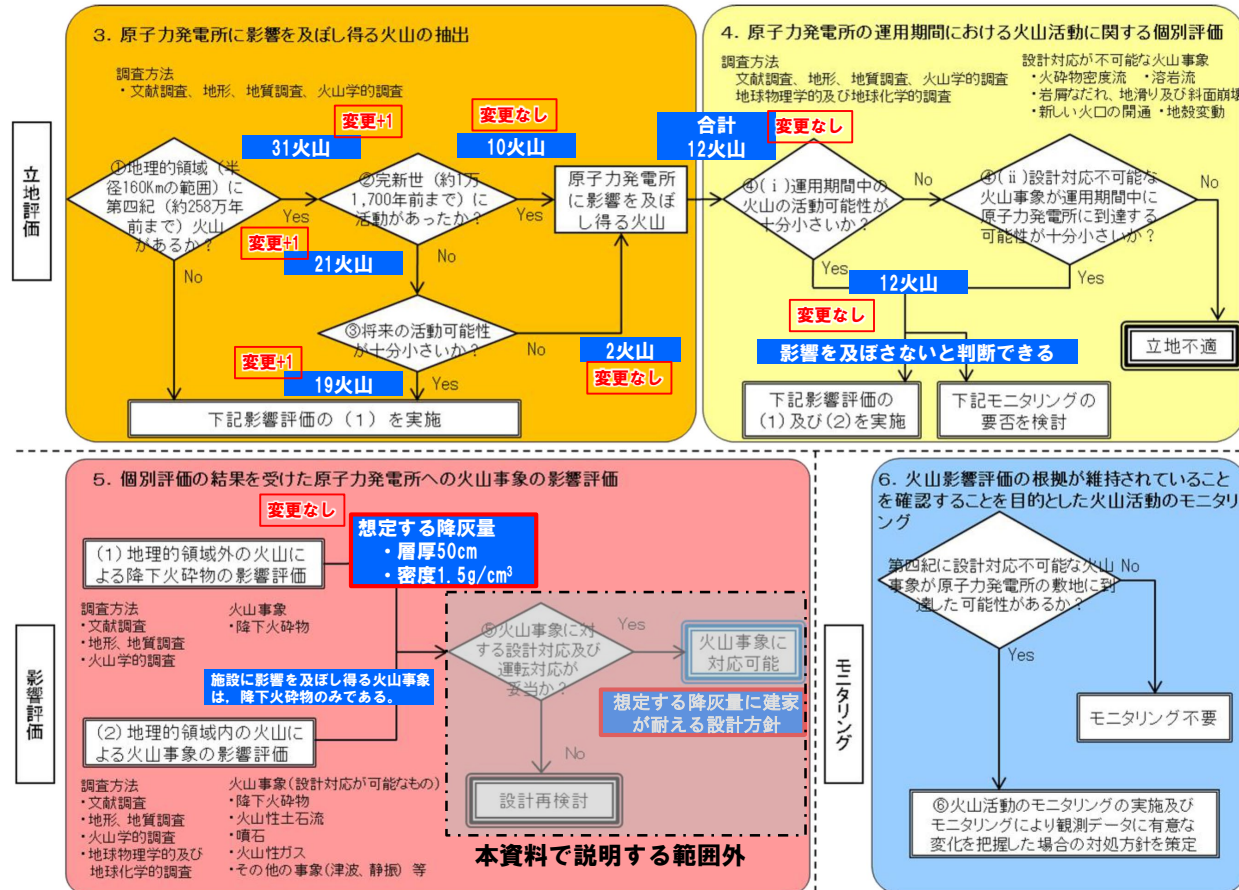 3. 原子力発電所に影響を及ぼし得る火山の抽出
調査方法
・文献調査、地形、地質調査、火山学的調査
立地評価
①地理的領域（半
径160Kmの範囲）に
第四紀（約258万年
前まで）火山
があるか？
Yes
No
31火山
変更+1
②完新世（約1万
1,700年前まで）に
活動があったか？
Yes
No
変更なし
10火山
原子力発電所
に影響を及ぼ
し得る火山
変更+1
21火山
③将来の活動可能性
が十分小さいか？
No
Yes
2火山
変更なし
変更+1
19火山
下記影響評価の（1）を実施
4. 原子力発電所の運用期間における火山活動に関する個別評価
調査方法
文献調査、地形、地質調査、火山学的調査
地球物理学的及び地球化学的調査
設計対応が不可能な火山事象
・火砕物密度流 ・溶岩流
・岩屑なだれ、地滑り及び斜面崩壊
・新しい火口の開通 ・地殻変動
合計
12火山
変更なし
④(ⅰ)運用期間中の
火山の活動可能性が
十分小さいか？
No
Yes
④(ⅱ)設計対応不可能な
火山事象が運用期間中に
原子力発電所に到達する
可能性が十分小さいか？
No
Yes
12火山
変更なし
影響を及ぼさないと判断できる
立地不適
下記影響評価の
(1)及び(2)を実施
下記モニタリングの
要否を検討
5. 個別評価の結果を受けた原子力発電所への火山事象の影響評価
影響評価
変更なし
(1)地理的領域外の火山に
よる降下火砕物の影響評価
想定する降灰量
・層厚50cm
・密度1.5g/cm³
調査方法
・文献調査
・地形、地質調査
・火山学的調査
火山事象
・降下火砕物
施設に影響を及ぼし得る火山事象
は，降下火砕物のみである。
(2)地理的領域内の火山に
よる火山事象の影響評価
調査方法
・文献調査
・地形、地質調査
・火山学的調査
・地球物理学的及び
地球化学的調査
火山事象(設計対応が可能なもの)
・降下火砕物
・火山性土石流
・噴石
・火山性ガス
・その他の事象(津波、静振）等
⑤火山事象に対
する設計対応及び
運転対応が
妥当か？
Yes
No
火山事象に
対応可能
想定する降灰量に建家
が耐える設計方針
設計再検討
本資料で説明する範囲外
モニタリング
6. 火山影響評価の根拠が維持されていること
を確認することを目的とした火山活動のモニタリ
ング
第四紀に設計対応不可能な火山
事象が原子力発電所の敷地に到
達した可能性があるか？
No
Yes
モニタリング不要
⑥火山活動のモニタリングの実施及び
モニタリングにより観測データに有意な
変化を把握した場合の対処方針を策定